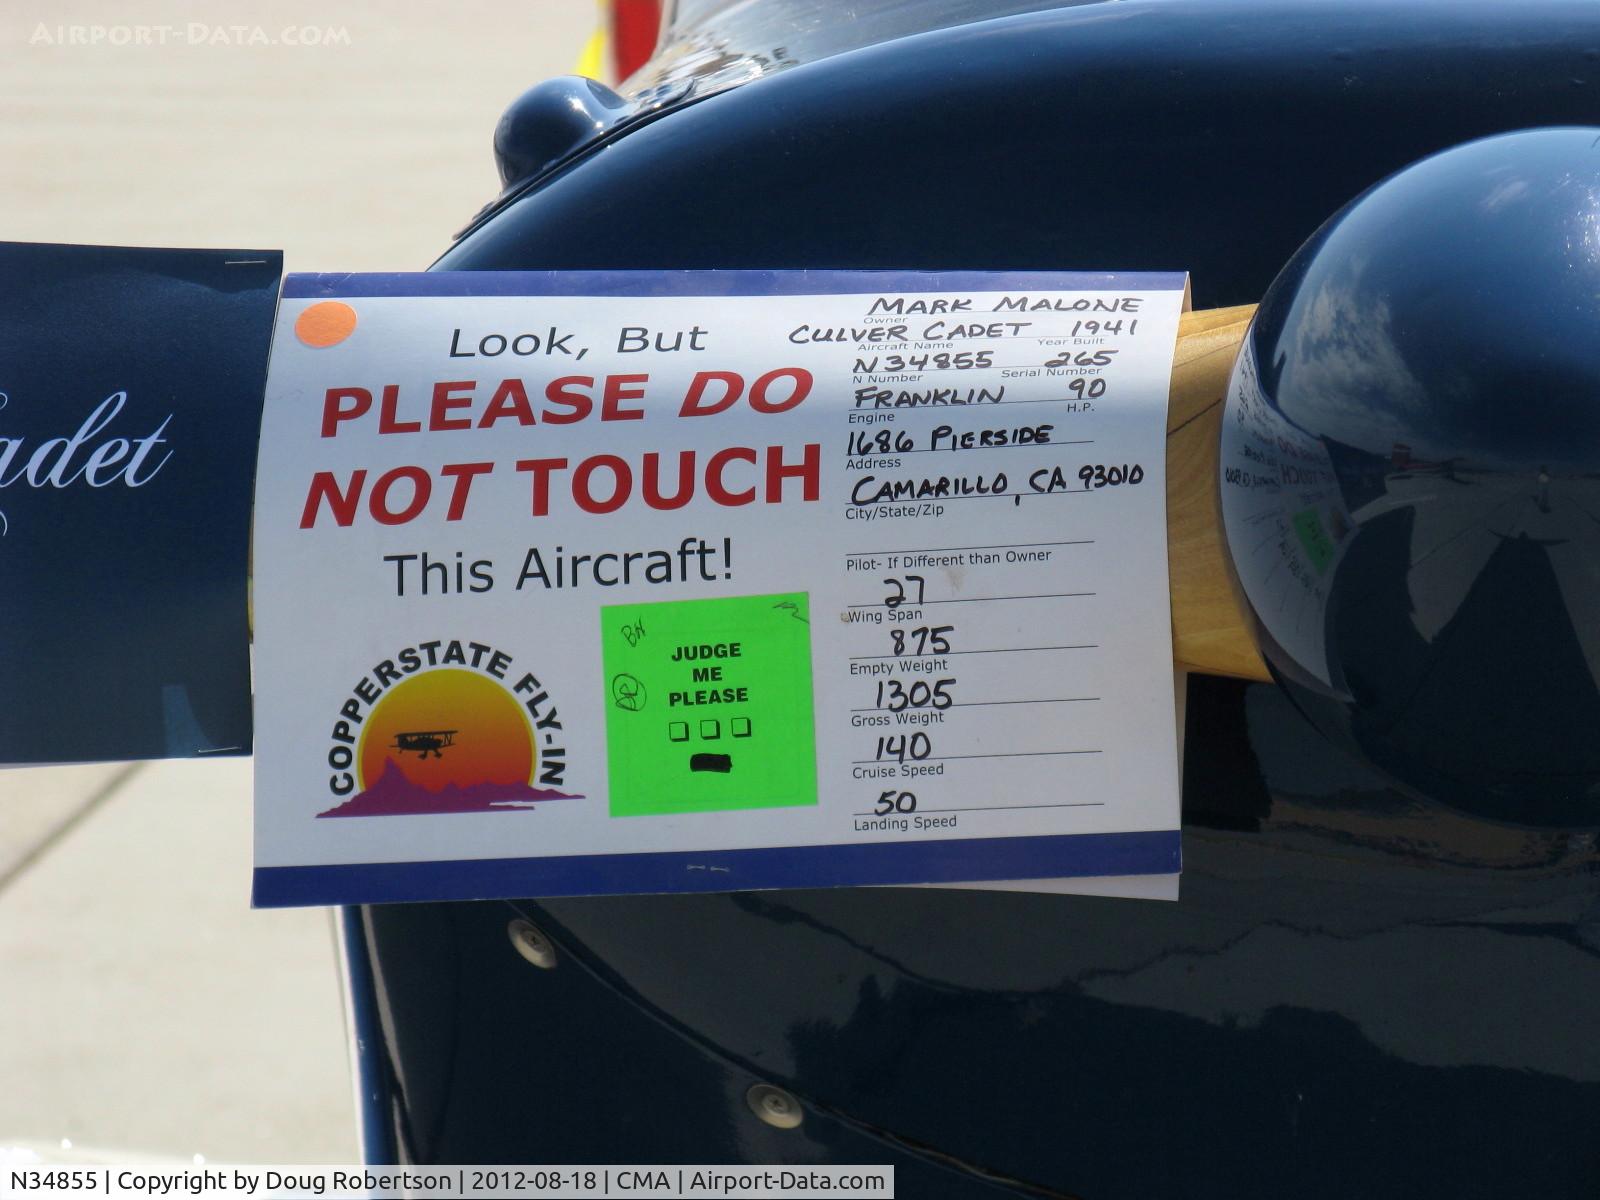 AIRPORT-DATA.COM
adet
Look, But
PLEASE DO
NOT TOUCH
This Aircraft!
COPPERSTATE FLY-IN
BH
JUDGE
ME
PLEASE
MARK MALONE
Owner
CULVER CADET 1941
Aircraft Name Year Built
N34855 265
N Number Serial Number
FRANKLIN 90
Engine H.P.
1686 PIERSIDE
Address
CAMARILLO, CA 93010
City/State/Zip
Pilot- If Different than Owner
27
Wing Span
875
Empty Weight
1305
Gross Weight
140
Cruise Speed
50
Landing Speed
N34855 | Copyright by Doug Robertson | 2012-08-18 | CMA | Airport-Data.com